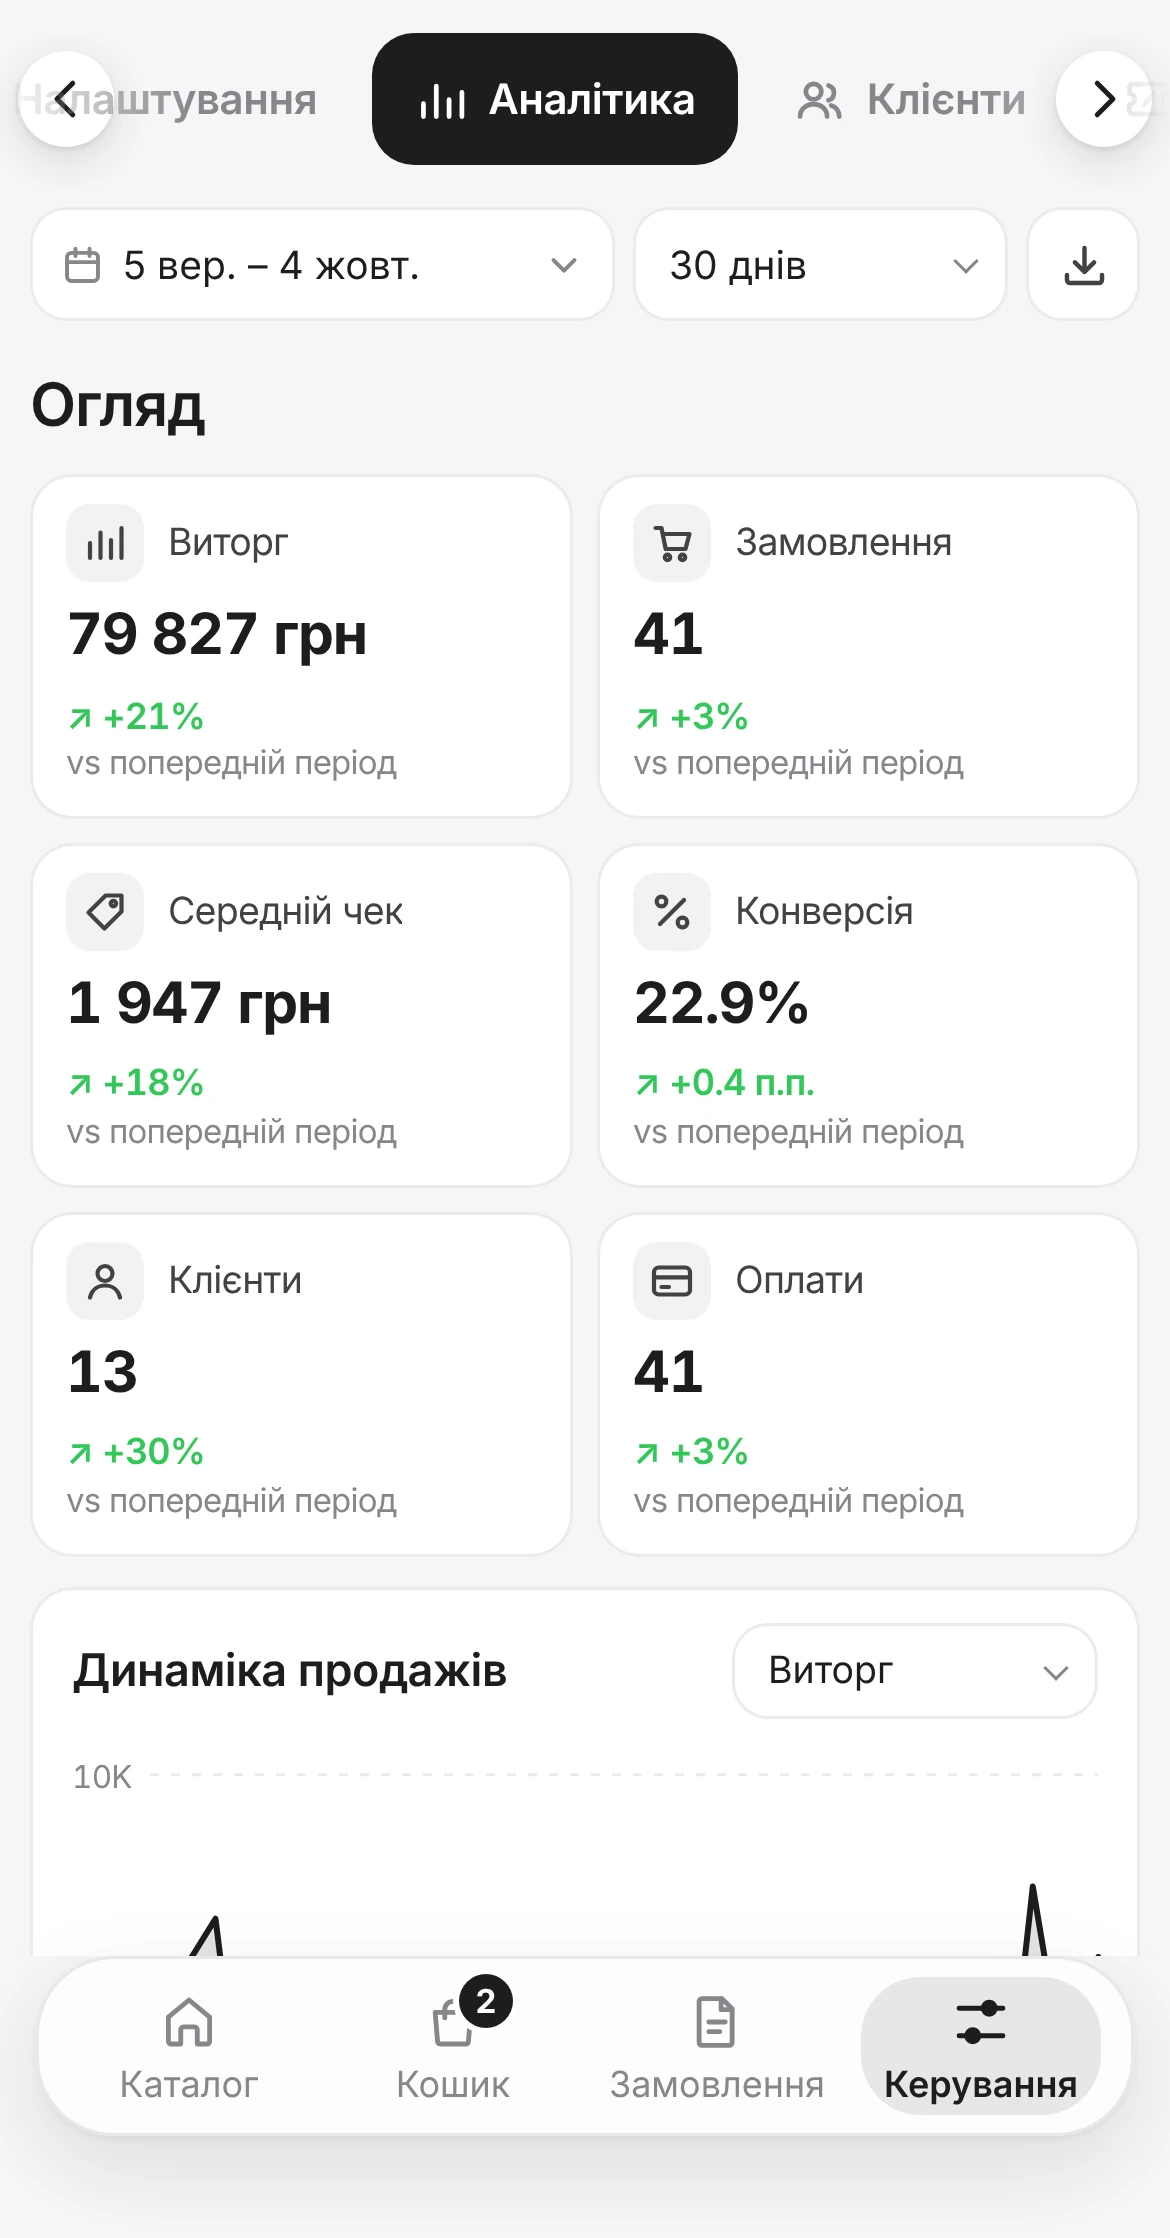 Налаштування
Аналітика
Клієнти
5 вер. – 4 жовт.
30 днів
Огляд
Виторг
79 827 грн
+21%
vs попередній період
Замовлення
41
+3%
vs попередній період
Середній чек
1 947 грн
+18%
vs попередній період
Конверсія
22.9%
+0.4 п.п.
vs попередній період
Клієнти
13
+30%
vs попередній період
Оплати
41
+3%
vs попередній період
Динаміка продажів
Виторг
10K
Каталог
2
Кошик
Замовлення
Керування